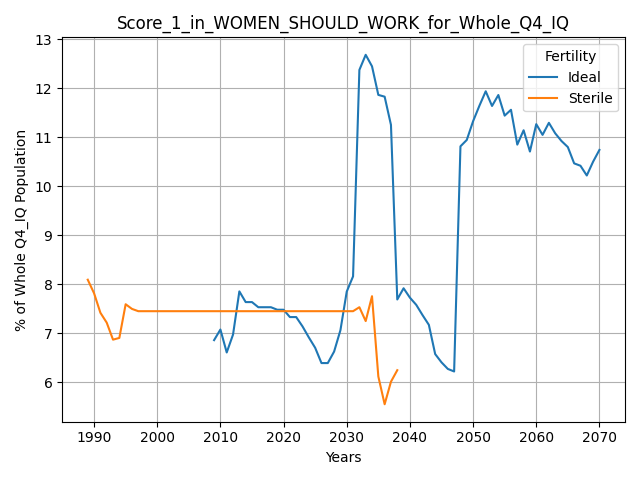 Score_1_in_WOMEN_SHOULD_WORK_for_Whole_Q4_IQ
% of Whole Q4_IQ Population
13
12
11
10
9
8
7
6
Fertility
Ideal
Sterile
1990 2000 2010 2020 2030 2040 2050 2060 2070
Years